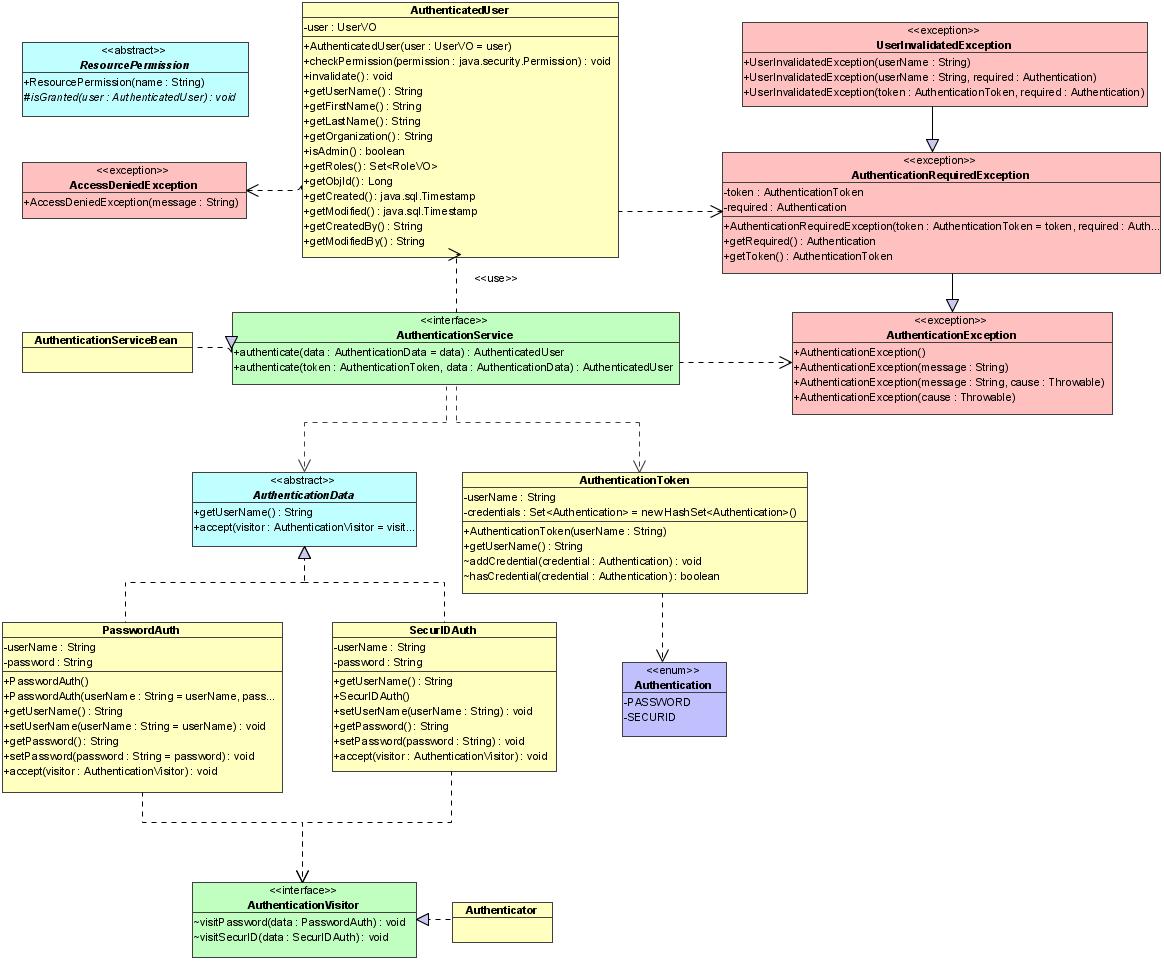 AuthenticatedUser
-user : UserVO
+AuthenticatedUser(user : UserVO = user)
+checkPermission(permission : java.security.Permission) : void
+invalidate() : void
+getUserName() : String
+getFirstName() : String
+getLastName() : String
+getOrganization() : String
+isAdmin() : boolean
+getRoles() : Set<RoleVO>
+getObjId() : Long
+getCreated() : java.sql.Timestamp
+getModified() : java.sql.Timestamp
+getCreatedBy() : String
+getModifiedBy() : String
<<abstract>>
ResourcePermission
+ResourcePermission(name : String)
#isGranted(user : AuthenticatedUser) : void
<<exception>>
AccessDeniedException
+AccessDeniedException(message : String)
<<exception>>
UserInvalidatedException
+UserInvalidatedException(userName : String)
+UserInvalidatedException(userName : String, required : Authentication)
+UserInvalidatedException(token : AuthenticationToken, required : Authentication)
<<exception>>
AuthenticationRequiredException
-token : AuthenticationToken
-required : Authentication
+AuthenticationRequiredException(token : AuthenticationToken = token, required : Auth...
+getRequired() : Authentication
+getToken() : AuthenticationToken
<<use>>
<<interface>>
AuthenticationService
+authenticate(data : AuthenticationData = data) : AuthenticatedUser
+authenticate(token : AuthenticationToken, data : AuthenticationData) : AuthenticatedUser
AuthenticationServiceBean
<<exception>>
AuthenticationException
+AuthenticationException()
+AuthenticationException(message : String)
+AuthenticationException(message : String, cause : Throwable)
+AuthenticationException(cause : Throwable)
<<abstract>>
AuthenticationData
+getUserName() : String
+accept(visitor : AuthenticationVisitor = visit...
AuthenticationToken
-userName : String
-credentials : Set<Authentication> = new HashSet<Authentication>()
+AuthenticationToken(userName : String)
+getUserName() : String
~addCredential(credential : Authentication) : void
~hasCredential(credential : Authentication) : boolean
PasswordAuth
-userName : String
-password : String
+PasswordAuth()
+PasswordAuth(userName : String = userName, pass...
+getUserName() : String
+setUserName(userName : String = userName) : void
+getPassword() : String
+setPassword(password : String = password) : void
+accept(visitor : AuthenticationVisitor) : void
SecurIDAuth
-userName : String
-password : String
+getUserName() : String
+SecurIDAuth()
+setUserName(userName : String) : void
+getPassword() : String
+setPassword(password : String) : void
+accept(visitor : AuthenticationVisitor) : void
<<enum>>
Authentication
-PASSWORD
-SECURID
<<interface>>
AuthenticationVisitor
~visitPassword(data : PasswordAuth) : void
~visitSecurID(data : SecurIDAuth) : void
Authenticator